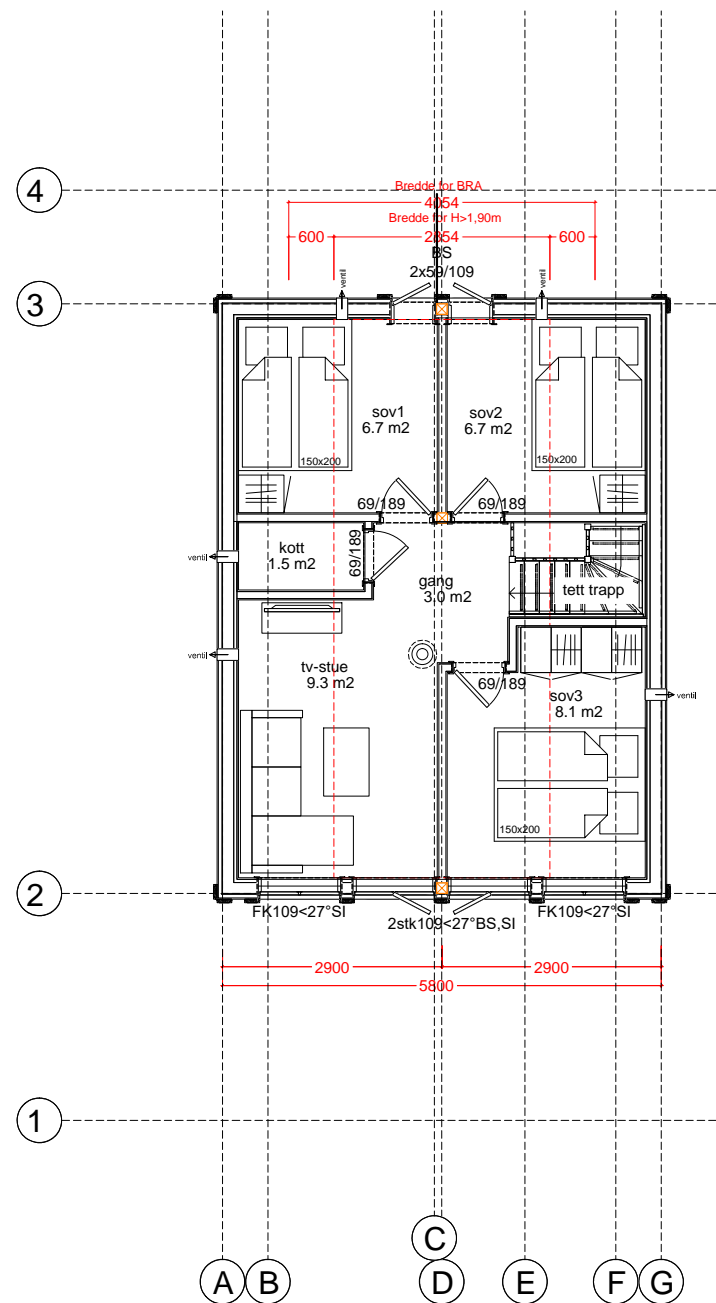 4
Bredde for BRA
4054
Bredde for H>1,90m
600
2854
600
BS
2x59/109
ventil
ventil
3
sov1
6.7 m2
sov2
6.7 m2
150x200
150x200
69/189
69/189
ventil
kott
1.5 m2
69/189
gang
3.0 m2
tett trapp
ventil
tv-stue
9.3 m2
69/189
sov3
8.1 m2
ventil
150x200
2
FK109<27°SI
2stk109<27°BS,SI
FK109<27°SI
2900
2900
5800
1
C
A
B
D
E
F
G